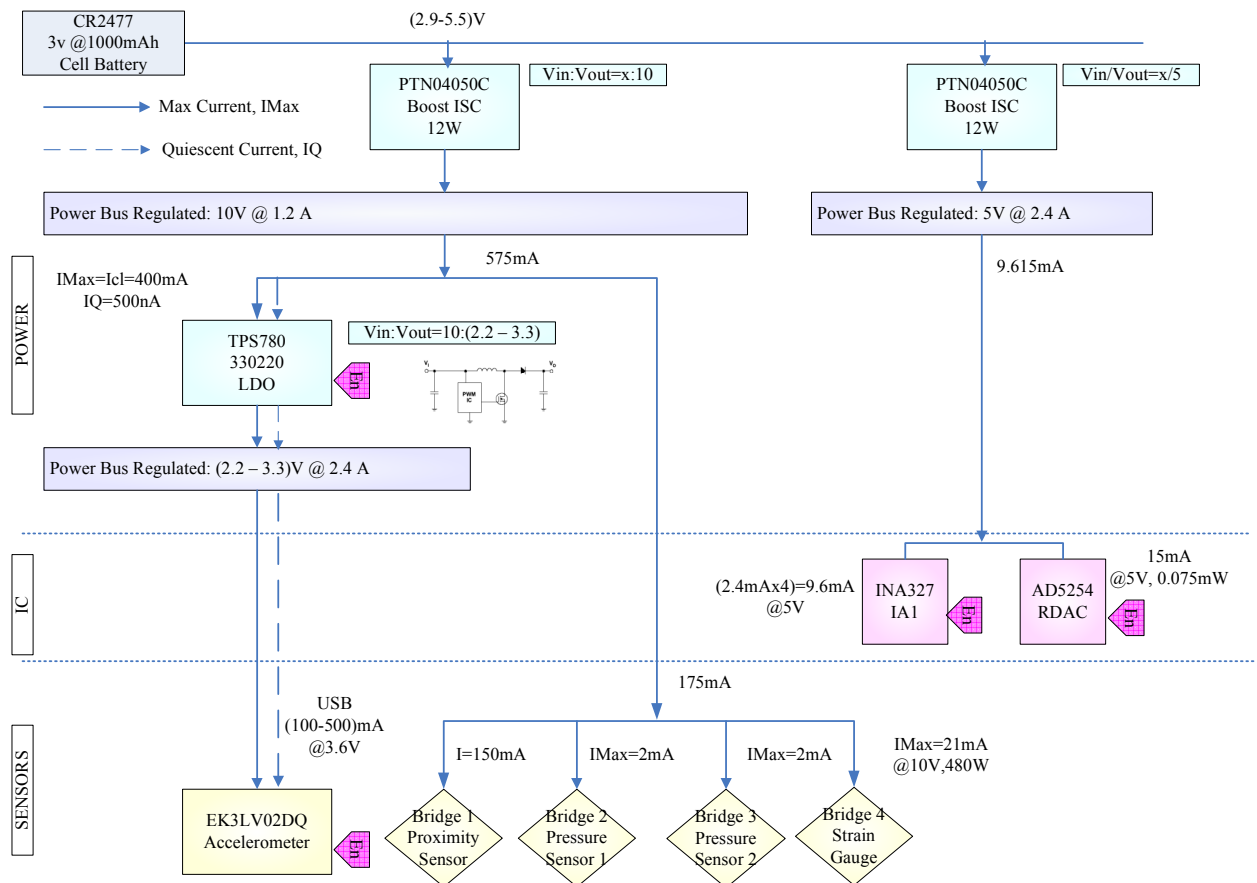 CR2477
3v @1000mAh
Cell Battery
(2.9-5.5)V
PTN04050C
Boost ISC
12W
Vin:Vout=x:10
PTN04050C
Boost ISC
12W
Vin/Vout=x/5
Max Current, IMax
Quiescent Current, IQ
Power Bus Regulated: 10V @ 1.2 A
Power Bus Regulated: 5V @ 2.4 A
POWER
IMax=Icl=400mA
IQ=500nA
575mA
9.615mA
TPS780
330220
LDO
En
Vin:Vout=10:(2.2 – 3.3)
VI
VO
PWM
IC
Power Bus Regulated: (2.2 – 3.3)V @ 2.4 A
IC
(2.4mAx4)=9.6mA
@5V
INA327
IA1
En
AD5254
RDAC
En
15mA
@5V, 0.075mW
SENSORS
USB
(100-500)mA
@3.6V
175mA
I=150mA
IMax=2mA
IMax=2mA
IMax=21mA
@10V,480W
EK3LV02DQ
Accelerometer
En
Bridge 1
Proximity
Sensor
Bridge 2
Pressure
Sensor 1
Bridge 3
Pressure
Sensor 2
Bridge 4
Strain
Gauge